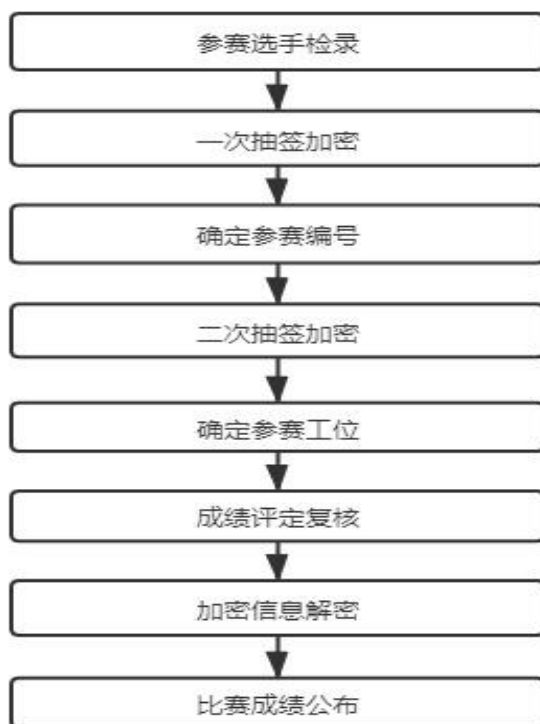 参赛选手检录
一次抽签加密
确定参赛编号
二次抽签加密
确定参赛工位
成绩评定复核
加密信息解密
比赛成绩公布